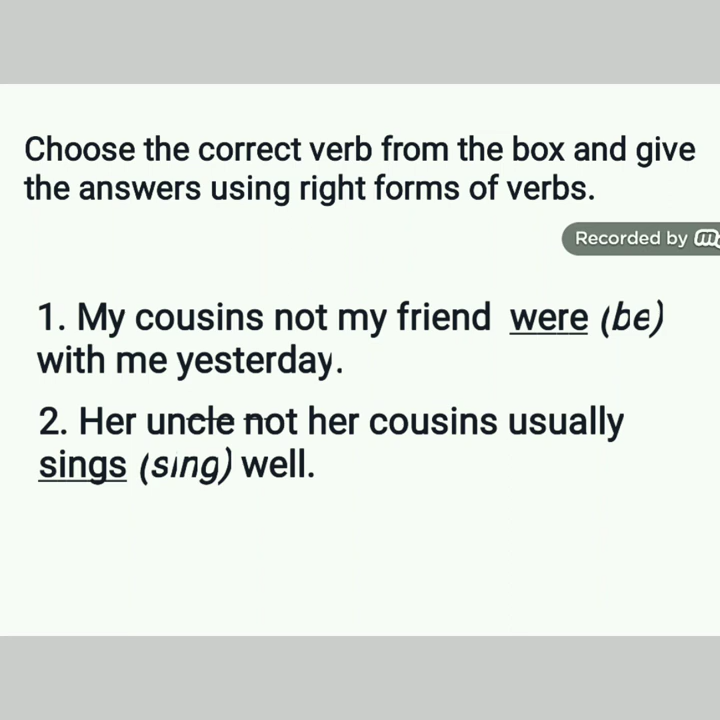 Choose the correct verb from the box and give
the answers using right forms of verbs.
Recorded by
1. My cousins not my friend were (be)
with me yesterday.
2. Her uncle not her cousins usually
sings (sing) well.